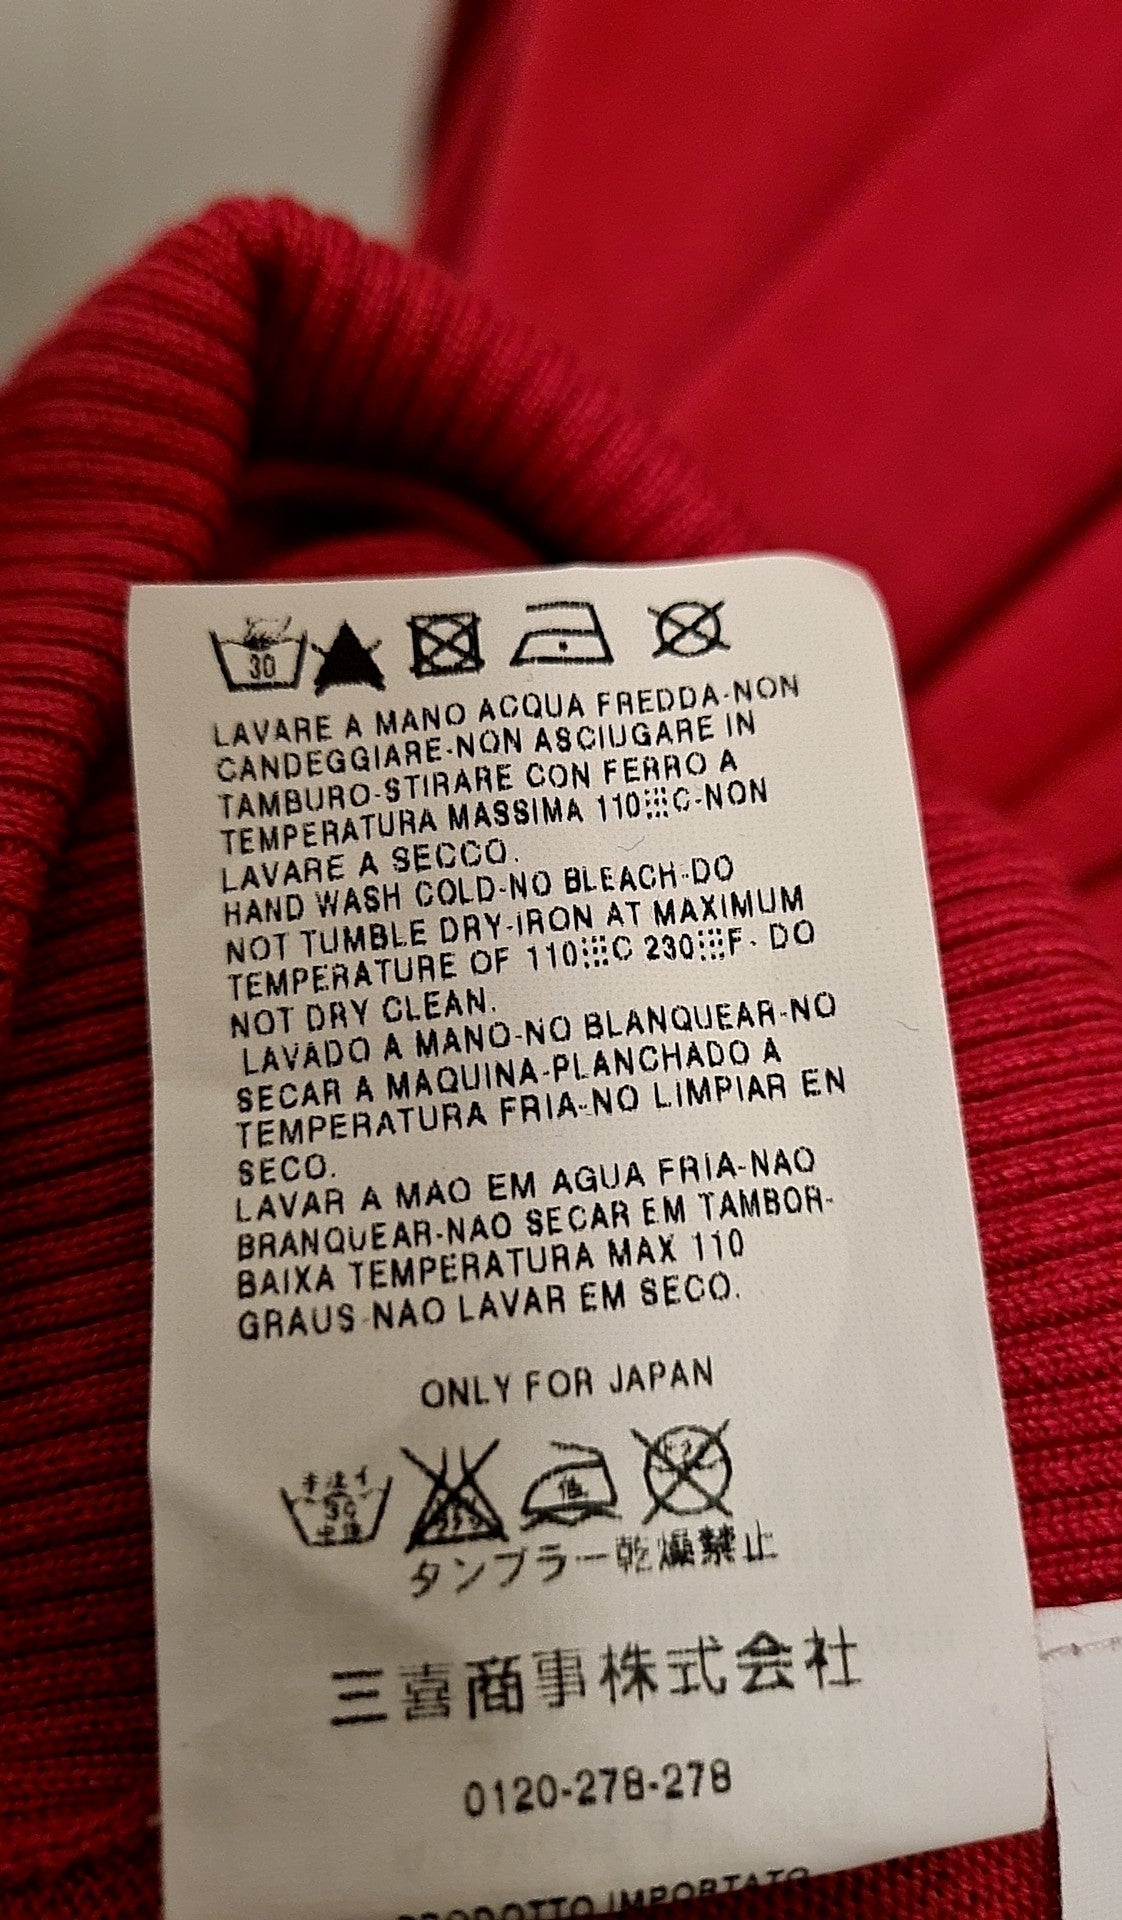 30
LAVARE A MANO ACQUA FREDDA-NON
CANDEGGIARE-NON ASCIUGARE IN
TAMBURO-STIRARE CON FERRO A
TEMPERATURA MASSIMA 110 C-NON
LAVARE A SECCO.
HAND WASH COLD-NO BLEACH-DO
NOT TUMBLE DRY-IRON AT MAXIMUM
TEMPERATURE OF 110 C 230 F- DO
NOT DRY CLEAN.
LAVADO A MANO-NO BLANQUEAR-NO
SECAR A MAQUINA-PLANCHADO A
TEMPERATURA FRIA-NO LIMPIAR EN
SECO.
LAVAR A MAO EM AGUA FRIA-NAO
BRANQUEAR-NAO SECAR EM TAMBOR-
BAIXA TEMPERATURA MAX 110
GRAUS-NAO LAVAR EM SECO.
ONLY FOR JAPAN
低
タンブラー乾燥禁止
三喜商事株式会社
0120-278-278
PRODOTTO IMPORTATO